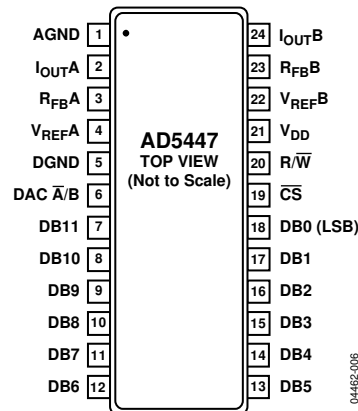 AGND 1
I_OUTA 2
R_FBA 3
V_REFA 4
DGND 5
DAC A̅/B 6
DB11 7
DB10 8
DB9 9
DB8 10
DB7 11
DB6 12
AD5447
TOP VIEW
(Not to Scale)
24 I_OUTB
23 R_FBB
22 V_REFB
21 V_DD
20 R/W̅
19 C̅S̅
18 DB0 (LSB)
17 DB1
16 DB2
15 DB3
14 DB4
13 DB5
04462-006